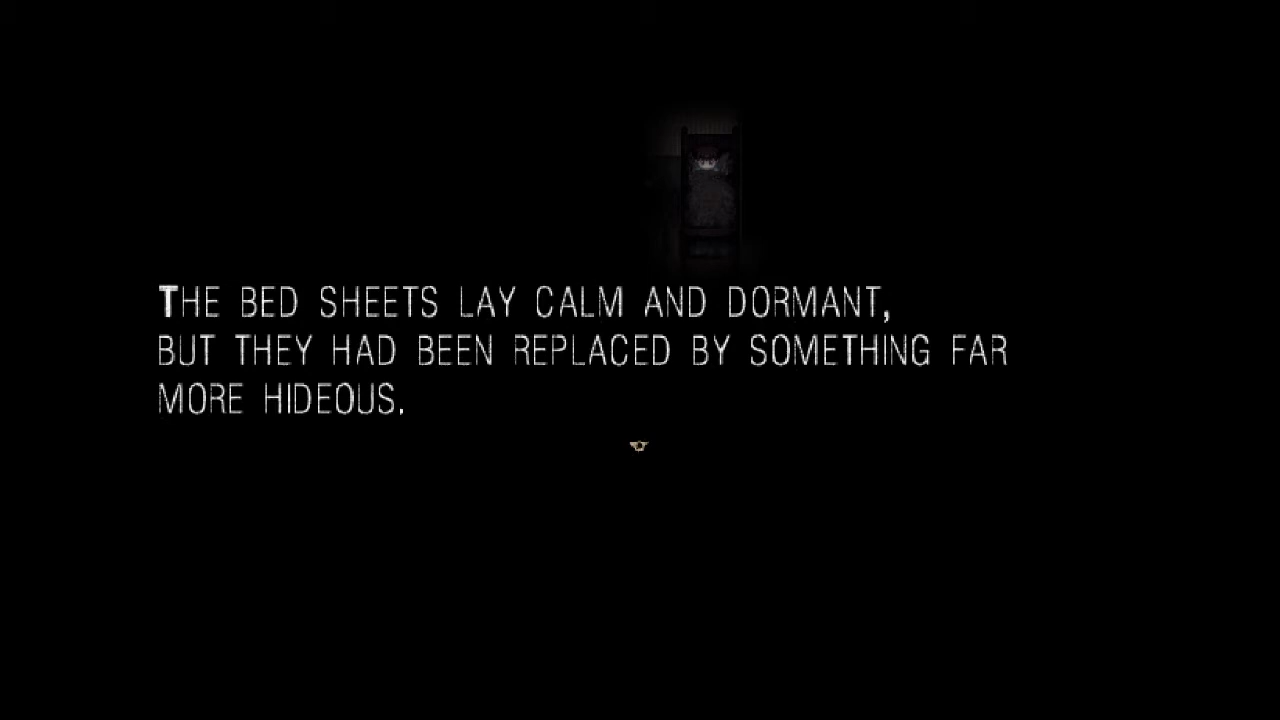 THE BED SHEETS LAY CALM AND DORMANT,
BUT THEY HAD BEEN REPLACED BY SOMETHING FAR
MORE HIDEOUS.